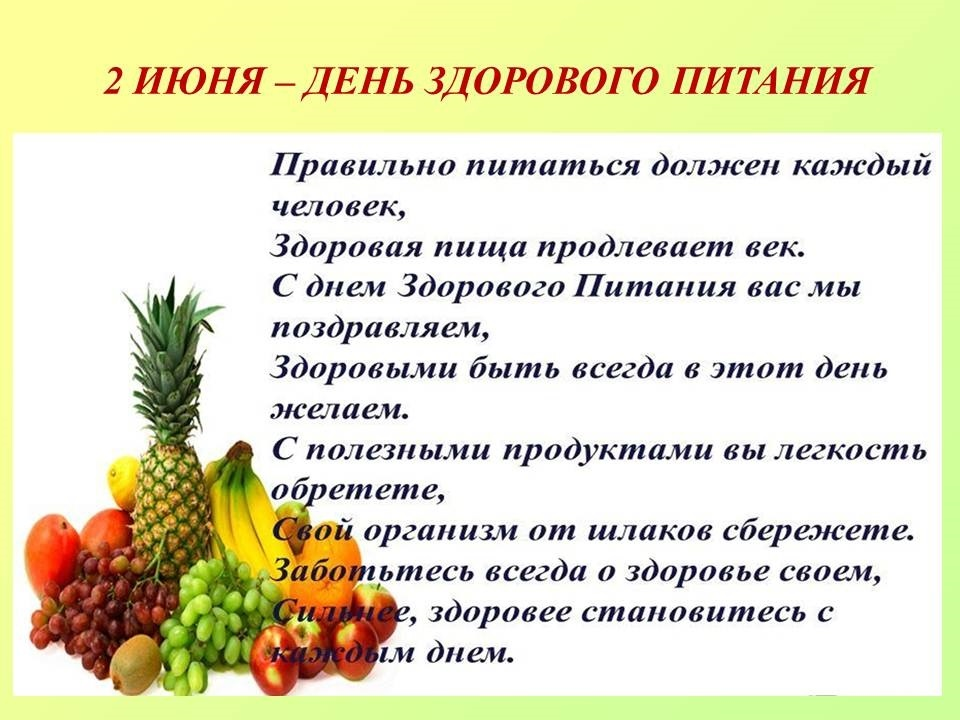 2 ИЮНЯ – ДЕНЬ ЗДОРОВОГО ПИТАНИЯ
Правильно питаться должен каждый
человек,
Здоровая пища продлевает век.
С днем Здорового Питания вас мы
поздравляем,
Здоровыми быть всегда в этот день
желаем.
С полезными продуктами вы легкость
обретете,
Свой организм от шлаков сбережете.
Заботьтесь всегда о здоровье своем,
Сильнее, здоровее становитесь с
каждым днем.